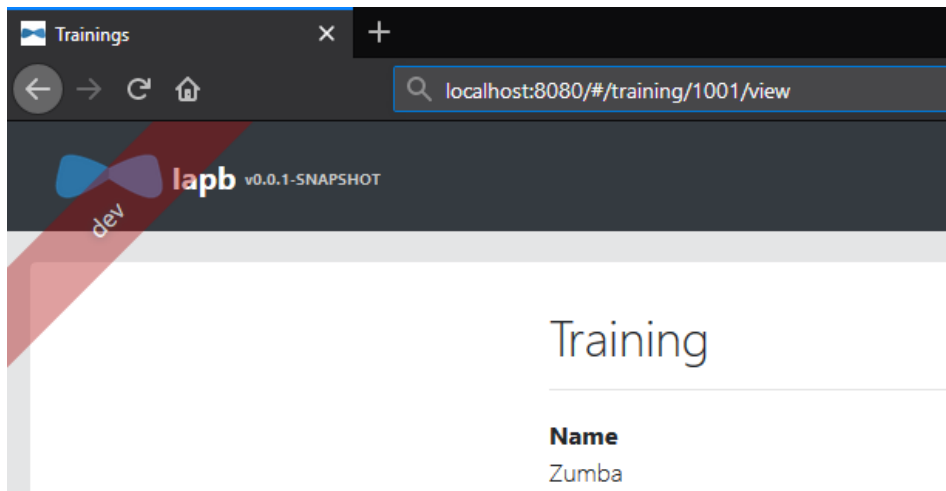 Trainings
localhost:8080/#/training/1001/view
lapb v0.0.1-SNAPSHOT
dev
Training
Name
Zumba